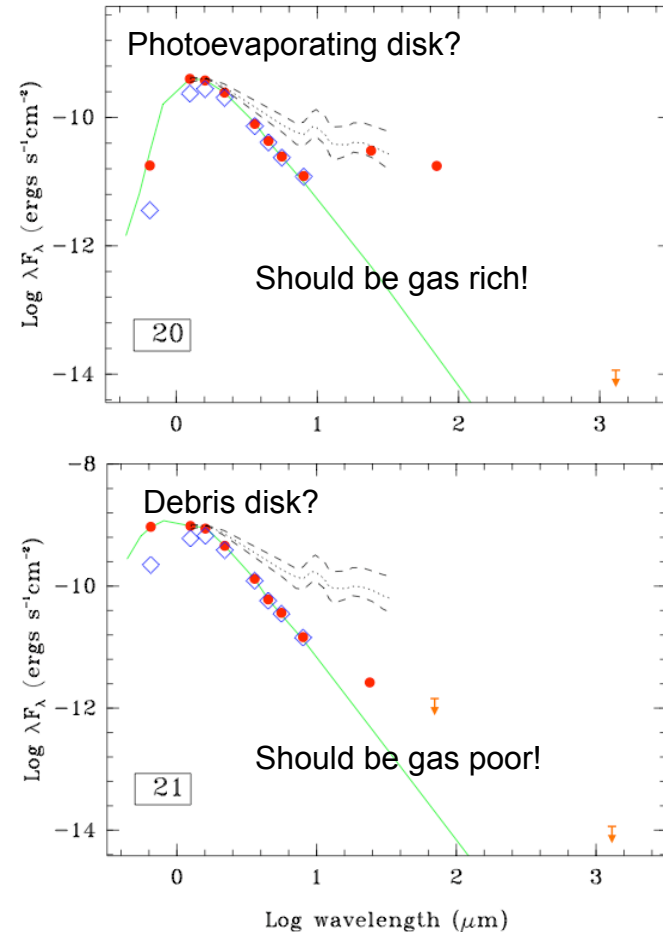 Photoevaporating disk?
Log λFλ (ergs s⁻¹cm⁻²)
-10
-12
-14
Should be gas rich!
20
0
1
2
3
-8
Debris disk?
Log λFλ (ergs s⁻¹cm⁻²)
-10
-12
-14
Should be gas poor!
21
0
1
2
3
Log wavelength (μm)